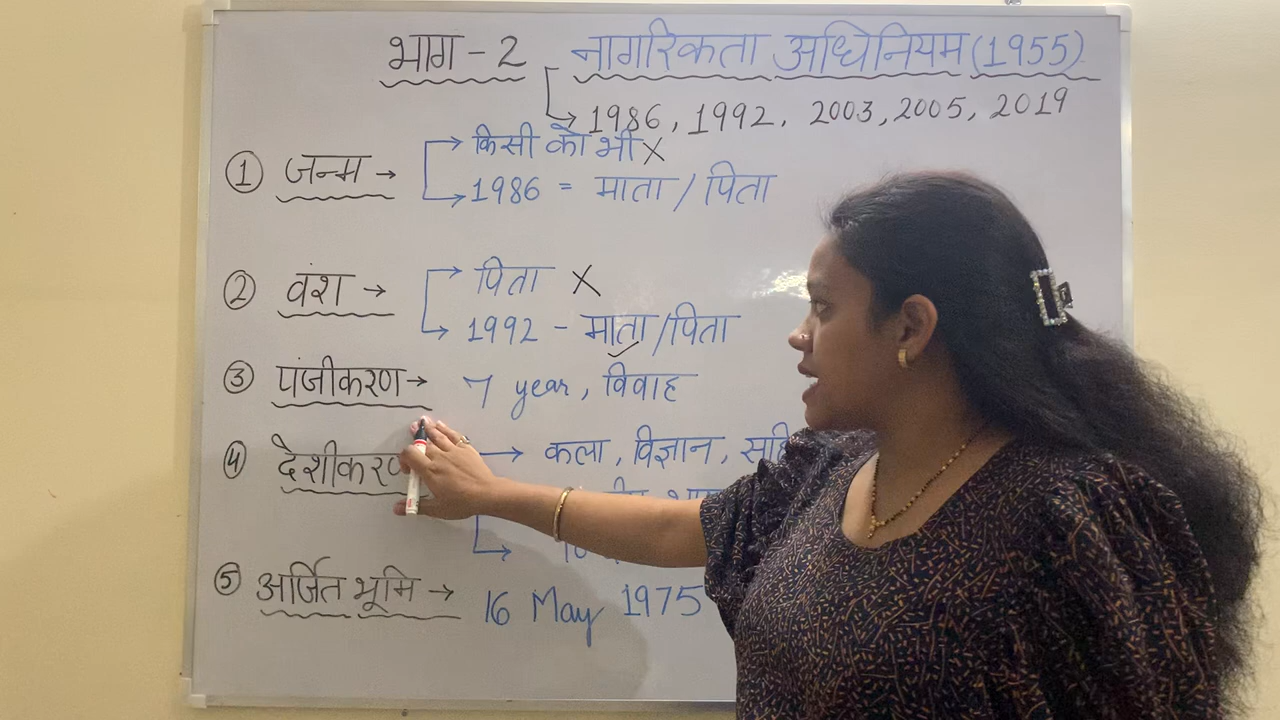 भाग - 2 नागरिकता अधिनियम (1955)
→ 1986, 1992, 2003, 2005, 2019
① जन्म → → किसी को भी X
→ 1986 = माता / पिता
② वंश → → पिता X
→ 1992 - माता/पिता
③ पंजीकरण → 7 year, विवाह
④ देशीकरण → कला, विज्ञान,
⑤ अर्जित भूमि → 16 May 1975